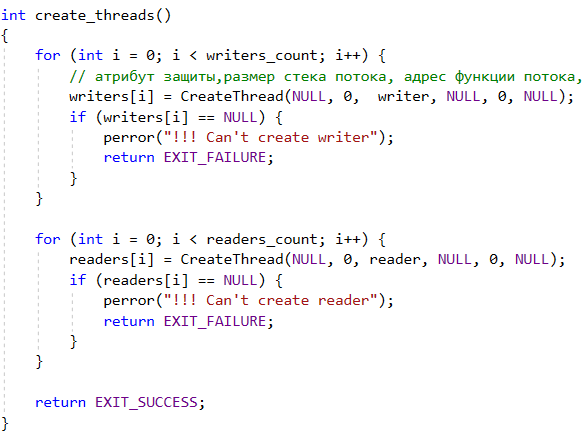 int create_threads()
{
    for (int i = 0; i < writers_count; i++) {
        // атрибут защиты,размер стека потока, адрес функции потока,
        writers[i] = CreateThread(NULL, 0,  writer, NULL, 0, NULL);
        if (writers[i] == NULL) {
            perror("!!! Can't create writer");
            return EXIT_FAILURE;
        }
    }

    for (int i = 0; i < readers_count; i++) {
        readers[i] = CreateThread(NULL, 0, reader, NULL, 0, NULL);
        if (readers[i] == NULL) {
            perror("!!! Can't create reader");
            return EXIT_FAILURE;
        }
    }

    return EXIT_SUCCESS;
}